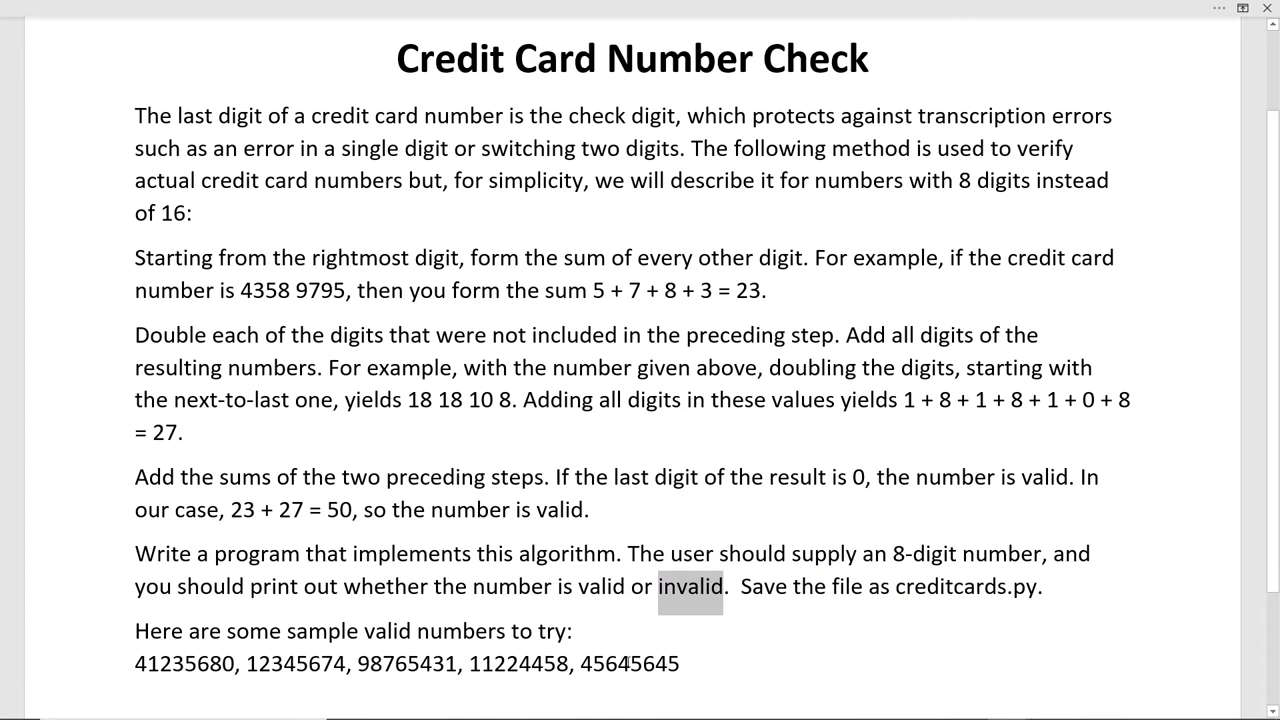 Credit Card Number Check
The last digit of a credit card number is the check digit, which protects against transcription errors
such as an error in a single digit or switching two digits. The following method is used to verify
actual credit card numbers but, for simplicity, we will describe it for numbers with 8 digits instead
of 16:
Starting from the rightmost digit, form the sum of every other digit. For example, if the credit card
number is 4358 9795, then you form the sum 5 + 7 + 8 + 3 = 23.
Double each of the digits that were not included in the preceding step. Add all digits of the
resulting numbers. For example, with the number given above, doubling the digits, starting with
the next-to-last one, yields 18 18 10 8. Adding all digits in these values yields 1 + 8 + 1 + 8 + 1 + 0 + 8
= 27.
Add the sums of the two preceding steps. If the last digit of the result is 0, the number is valid. In
our case, 23 + 27 = 50, so the number is valid.
Write a program that implements this algorithm. The user should supply an 8-digit number, and
you should print out whether the number is valid or invalid.  Save the file as creditcards.py.
Here are some sample valid numbers to try:
41235680, 12345674, 98765431, 11224458, 45645645